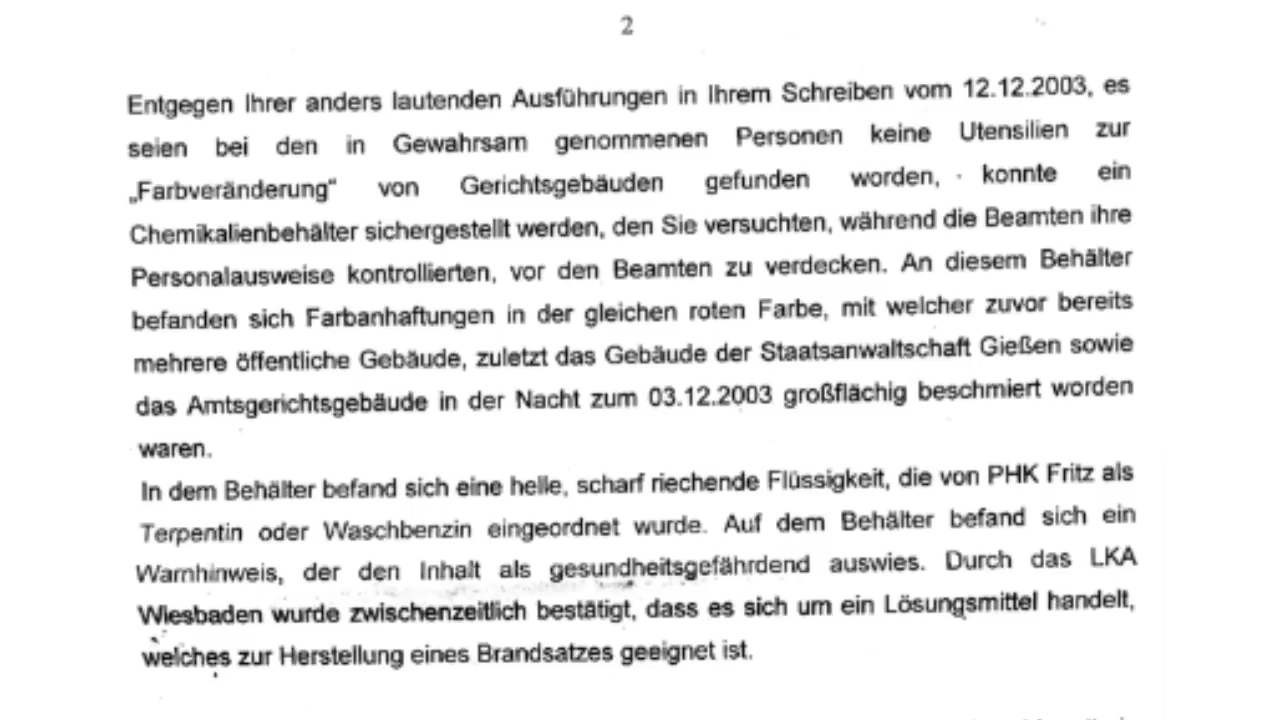 2
Entgegen Ihrer anders lautenden Ausführungen in Ihrem Schreiben vom 12.12.2003, es
seien bei den in Gewahrsam genommenen Personen keine Utensilien zur
„Farbveränderung“ von Gerichtsgebäuden gefunden worden, konnte ein
Chemikalienbehälter sichergestellt werden, den Sie versuchten, während die Beamten ihre
Personalausweise kontrollierten, vor den Beamten zu verdecken. An diesem Behälter
befanden sich Farbanhaftungen in der gleichen roten Farbe, mit welcher zuvor bereits
mehrere öffentliche Gebäude, zuletzt das Gebäude der Staatsanwaltschaft Gießen sowie
das Amtsgerichtsgebäude in der Nacht zum 03.12.2003 großflächig beschmiert worden
waren.
In dem Behälter befand sich eine helle, scharf riechende Flüssigkeit, die von PHK Fritz als
Terpentin oder Waschbenzin eingeordnet wurde. Auf dem Behälter befand sich ein
Warnhinweis, der den Inhalt als gesundheitsgefährdend auswies. Durch das LKA
Wiesbaden wurde zwischenzeitlich bestätigt, dass es sich um ein Lösungsmittel handelt,
welches zur Herstellung eines Brandsatzes geeignet ist.